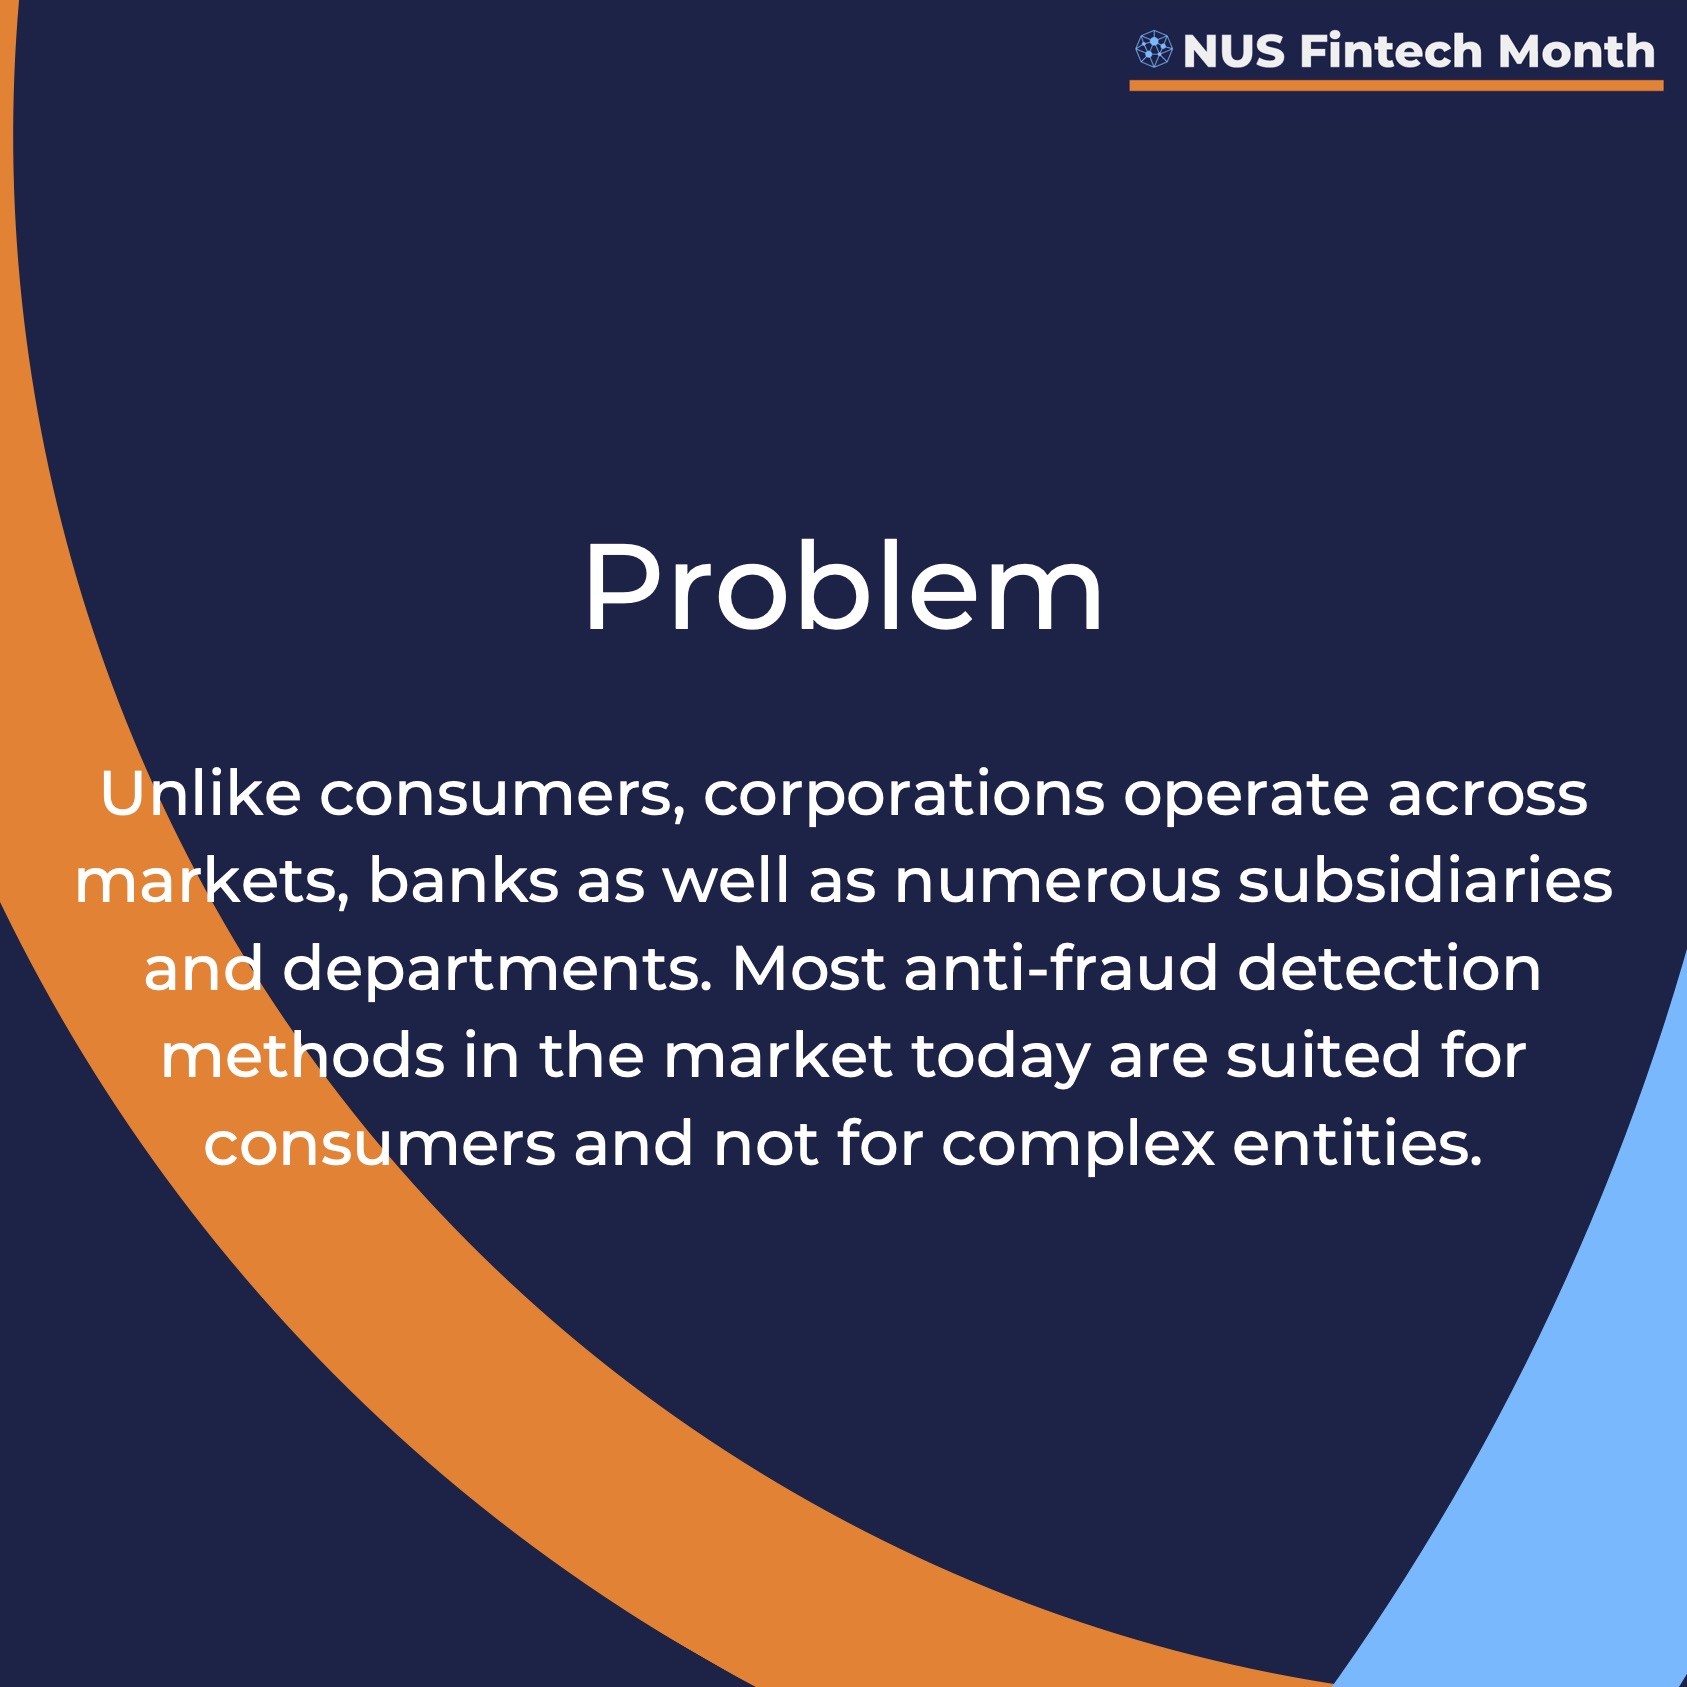 NUS Fintech Month
Problem
Unlike consumers, corporations operate across
markets, banks as well as numerous subsidiaries
and departments. Most anti-fraud detection
methods in the market today are suited for
consumers and not for complex entities.